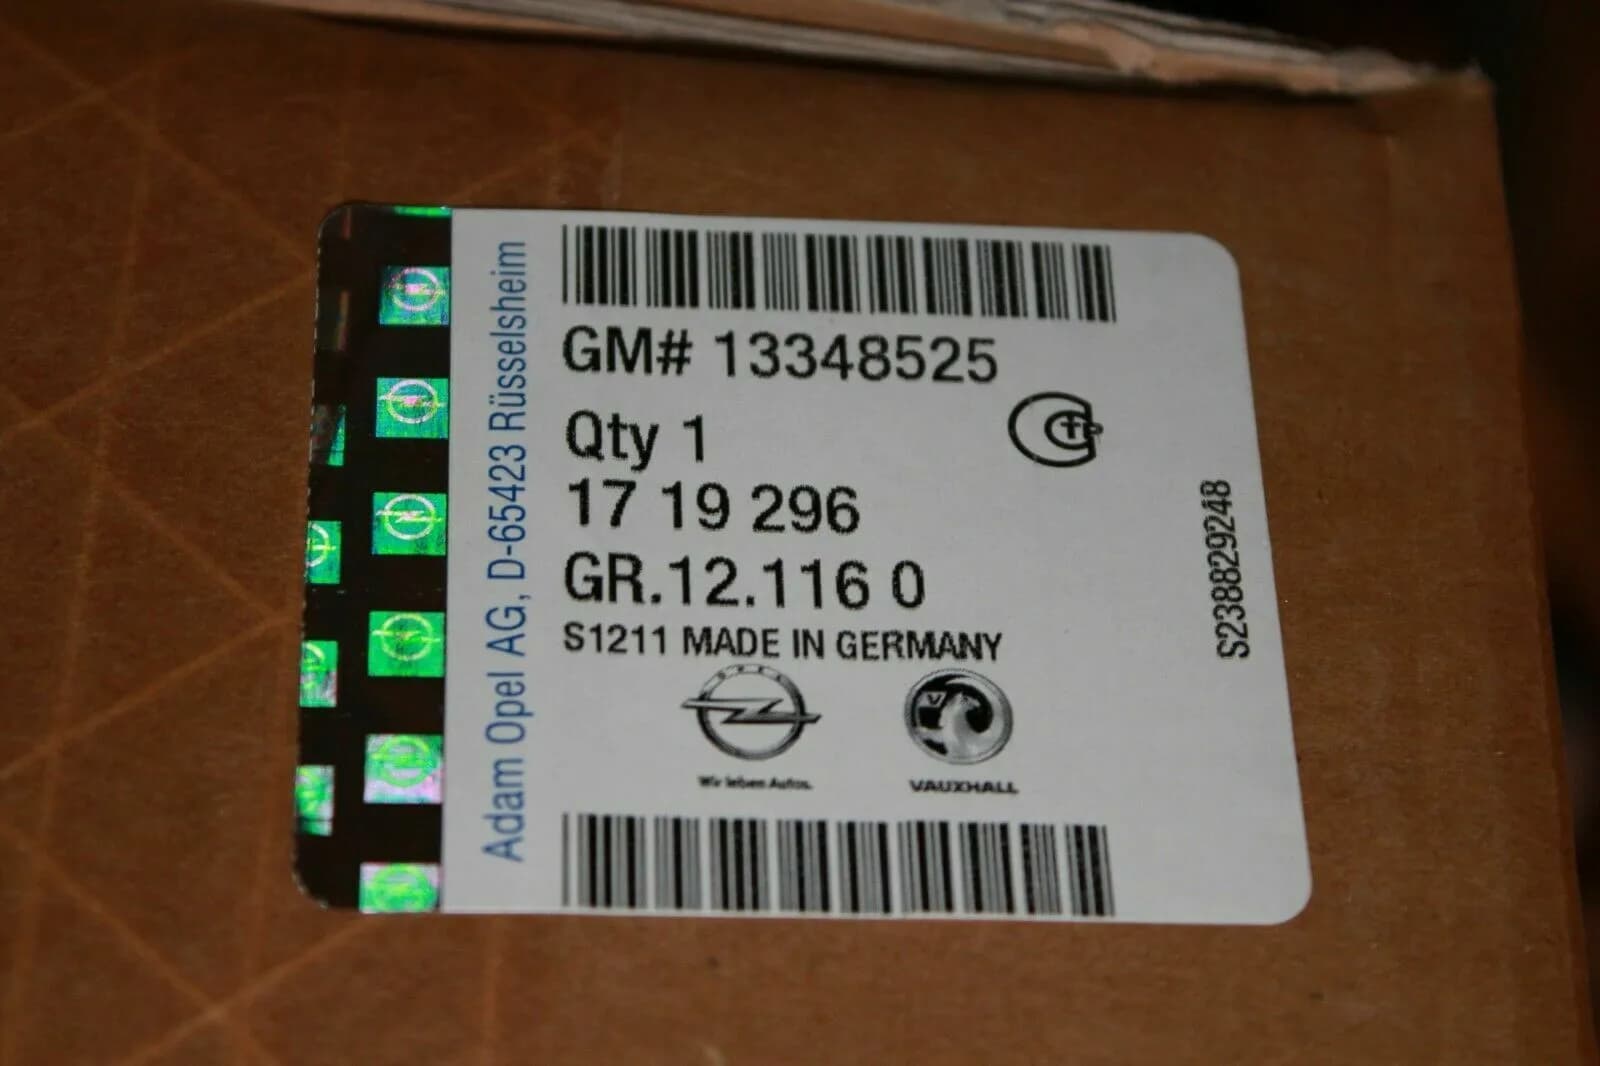 Adam Opel AG, D-65423 Rüsselsheim
GM# 13348525
Qty 1
17 19 296
GR.12.116 0
S1211 MADE IN GERMANY
Wir leben Autos.
VAUXHALL
S238829248